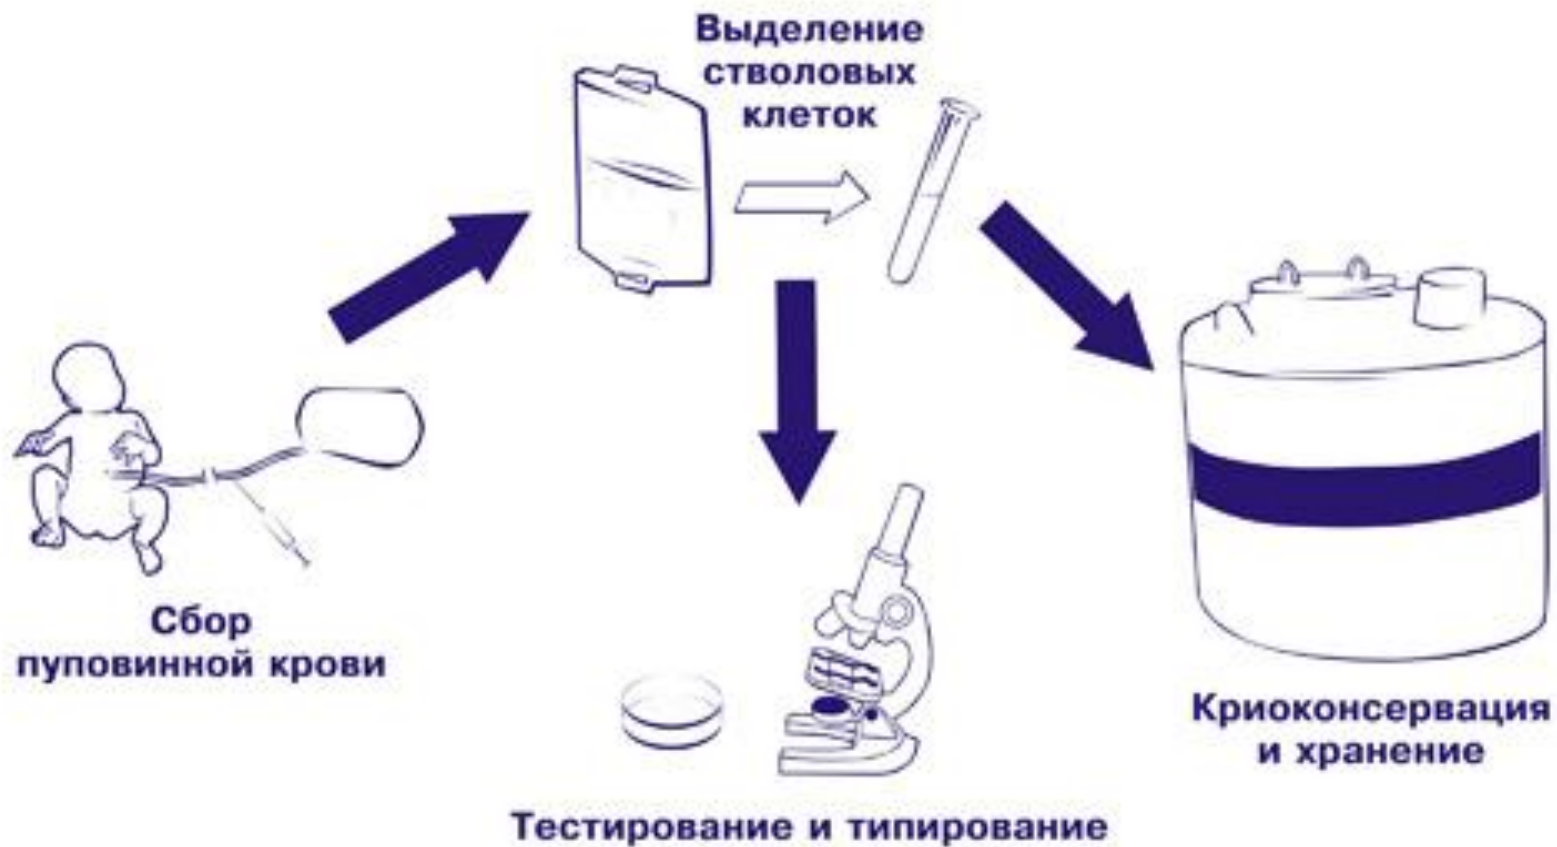 Выделение
стволовых
клеток
Сбор
пуповинной крови
Криоконсервация
и хранение
Тестирование и типирование